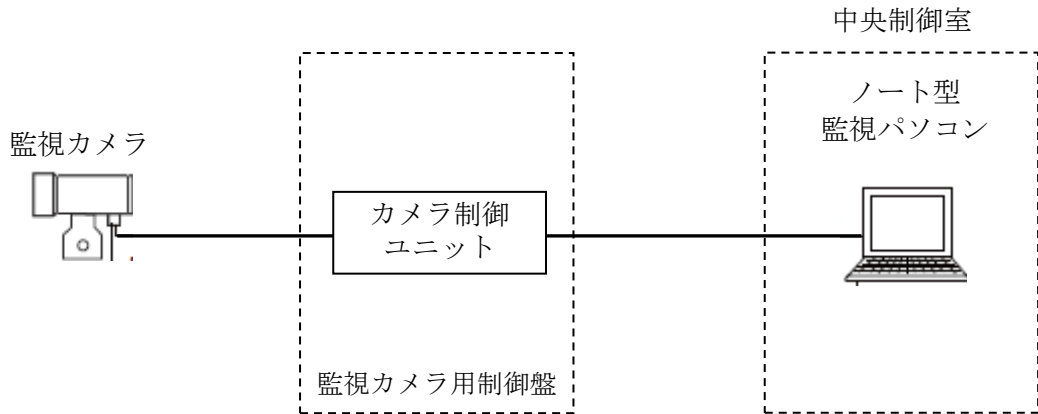 中央制御室
ノート型
監視パソコン
監視カメラ
カメラ制御
ユニット
監視カメラ用制御盤